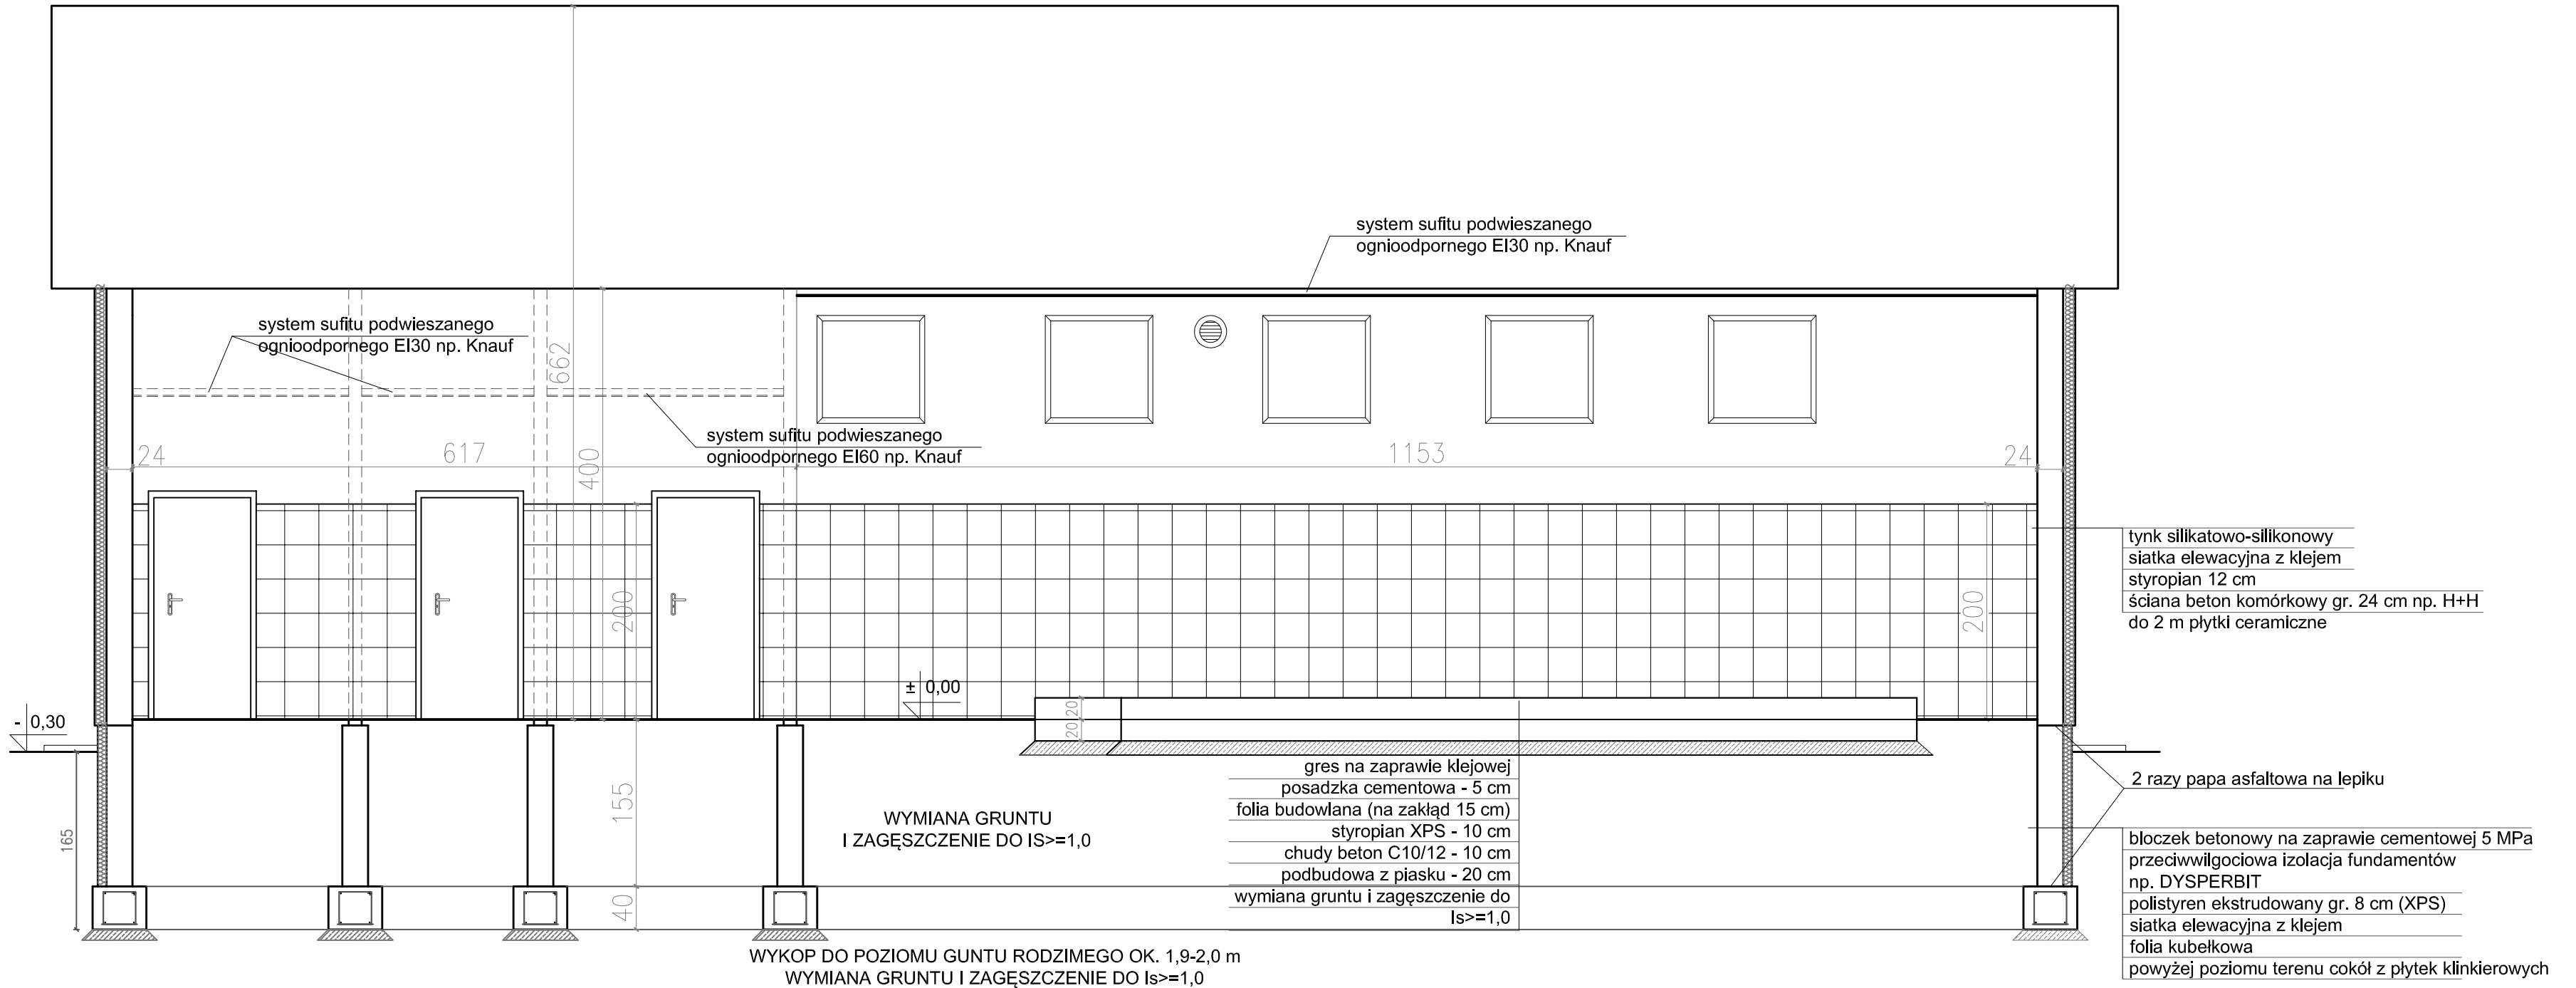 system sufitu podwieszanego
ognioodpornego EI30 np. Knauf
system sufitu podwieszanego
ognioodpornego EI30 np. Knauf
662
system sufitu podwieszanego
ognioodpornego EI60 np. Knauf
24
617
400
1153
24
tynk silikatowo-silikonowy
siatka elewacyjna z klejem
styropian 12 cm
ściana beton komórkowy gr. 24 cm np. H+H
do 2 m płytki ceramiczne
200
200
± 0,00
- 0,30
20
20
gres na zaprawie klejowej
posadzka cementowa - 5 cm
folia budowlana (na zakłąd 15 cm)
styropian XPS - 10 cm
chudy beton C10/12 - 10 cm
podbudowa z piasku - 20 cm
wymiana gruntu i zagęszczenie do
Is>=1,0
2 razy papa asfaltowa na lepiku
155
165
WYMIANA GRUNTU
I ZAGĘSZCZENIE DO IS>=1,0
bloczek betonowy na zaprawie cementowej 5 MPa
przeciwwilgociowa izolacja fundamentów
np. DYSPERBIT
polistyren ekstrudowany gr. 8 cm (XPS)
siatka elewacyjna z klejem
folia kubełkowa
powyżej poziomu terenu cokół z płytek klinkierowych
40
WYKOP DO POZIOMU GUNTU RODZIMEGO OK. 1,9-2,0 m
WYMIANA GRUNTU I ZAGĘSZCZENIE DO Is>=1,0